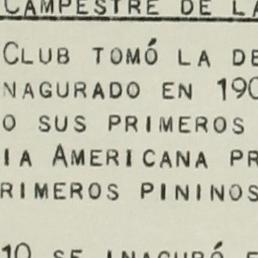 CAMPESTRE DE LA
CLUB TOMÓ LA DE
NAGURADO EN 190
O SUS PRIMEROS
IA AMERICANA PR
RIMEROS PININOS
10 SE INAUGURÓ E